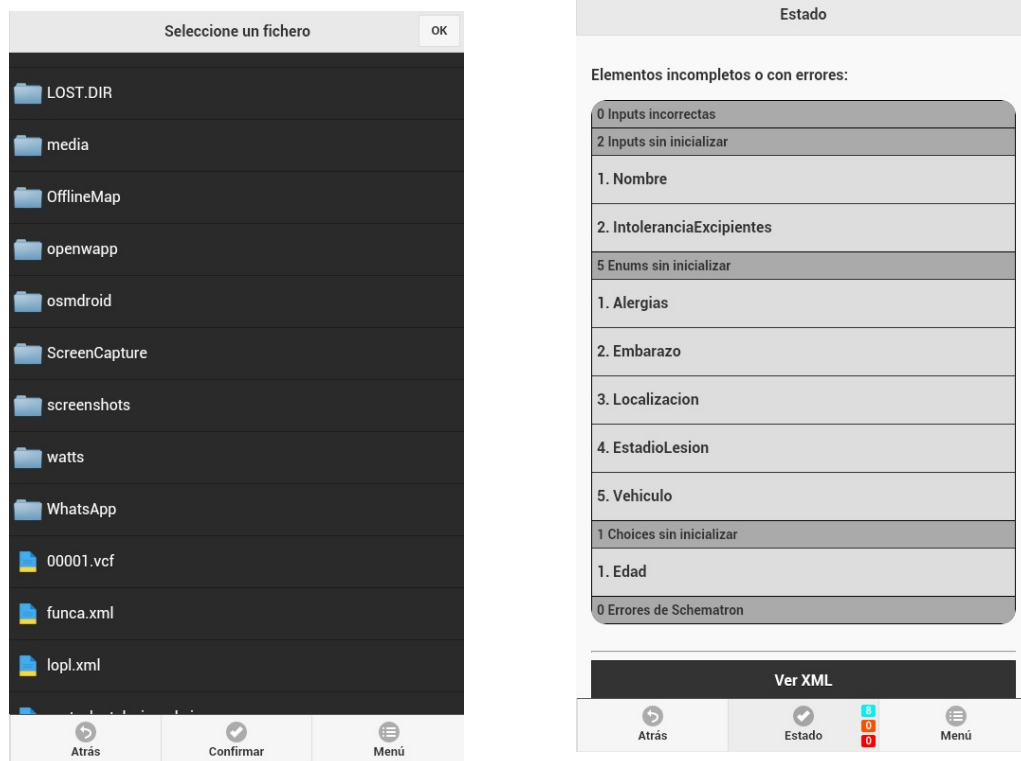 Seleccione un fichero
OK
LOST.DIR
media
OfflineMap
openwapp
osmdroid
ScreenCapture
screenshots
watts
WhatsApp
00001.vcf
funca.xml
lopl.xml
Atrás
Confirmar
Menú
Estado
Elementos incompletos o con errores:
0 Inputs incorrectas
2 Inputs sin inicializar
1. Nombre
2. IntoleranciaExcipientes
5 Enums sin inicializar
1. Alergias
2. Embarazo
3. Localizacion
4. EstadioLesion
5. Vehiculo
1 Choices sin inicializar
1. Edad
0 Errores de Schematron
Ver XML
Atrás
Estado
8
0
0
Menú